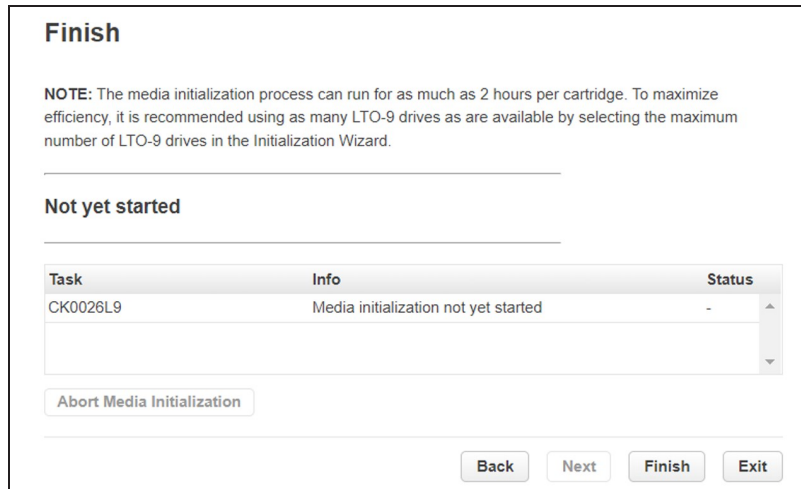 Finish
NOTE: The media initialization process can run for as much as 2 hours per cartridge. To maximize
efficiency, it is recommended using as many LTO-9 drives as are available by selecting the maximum
number of LTO-9 drives in the Initialization Wizard.
Not yet started
Task Info Status
CK0026L9 Media initialization not yet started -
Abort Media Initialization
Back Next Finish Exit